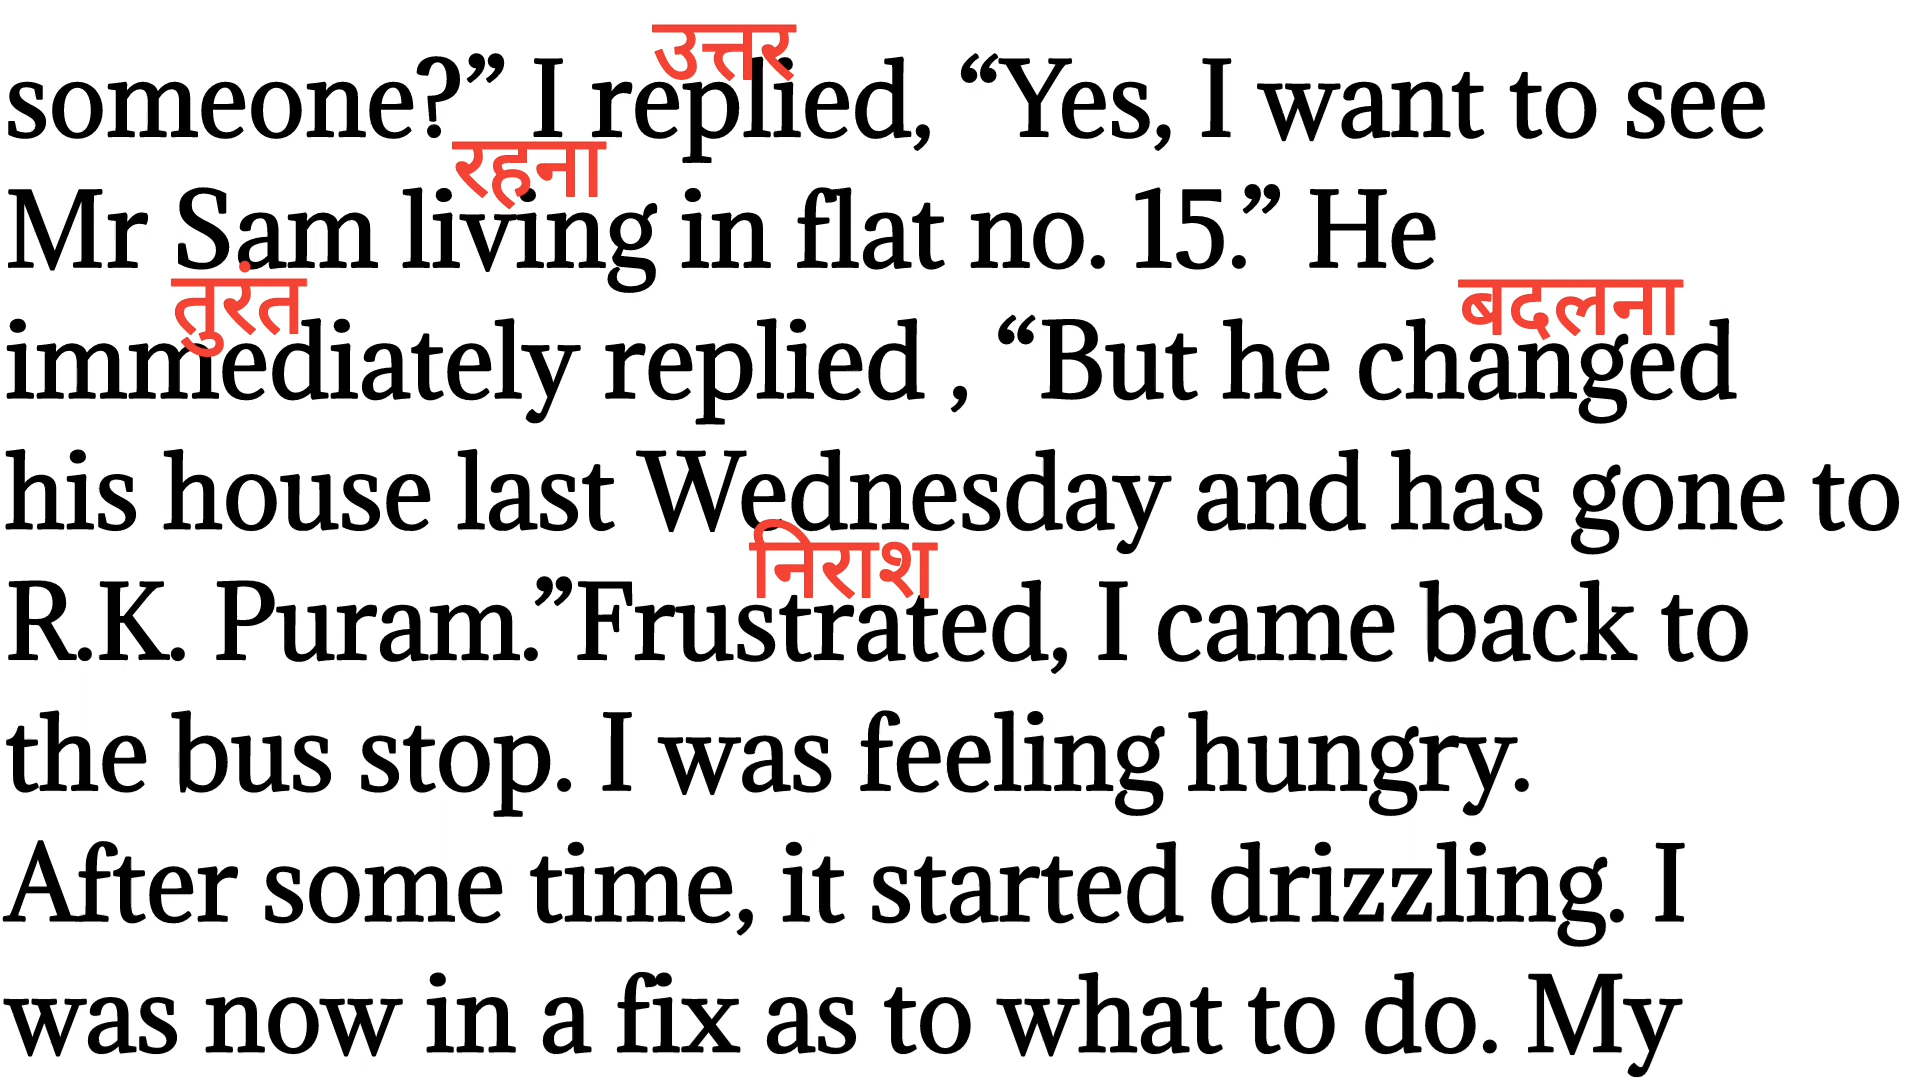 उत्तर
someone?” I replied, “Yes, I want to see
रहना
Mr Sam living in flat no. 15.” He
तुरंत बदलना
immediately replied , “But he changed
his house last Wednesday and has gone to
निराश
R.K. Puram.”Frustrated, I came back to
the bus stop. I was feeling hungry.
After some time, it started drizzling. I
was now in a fix as to what to do. My